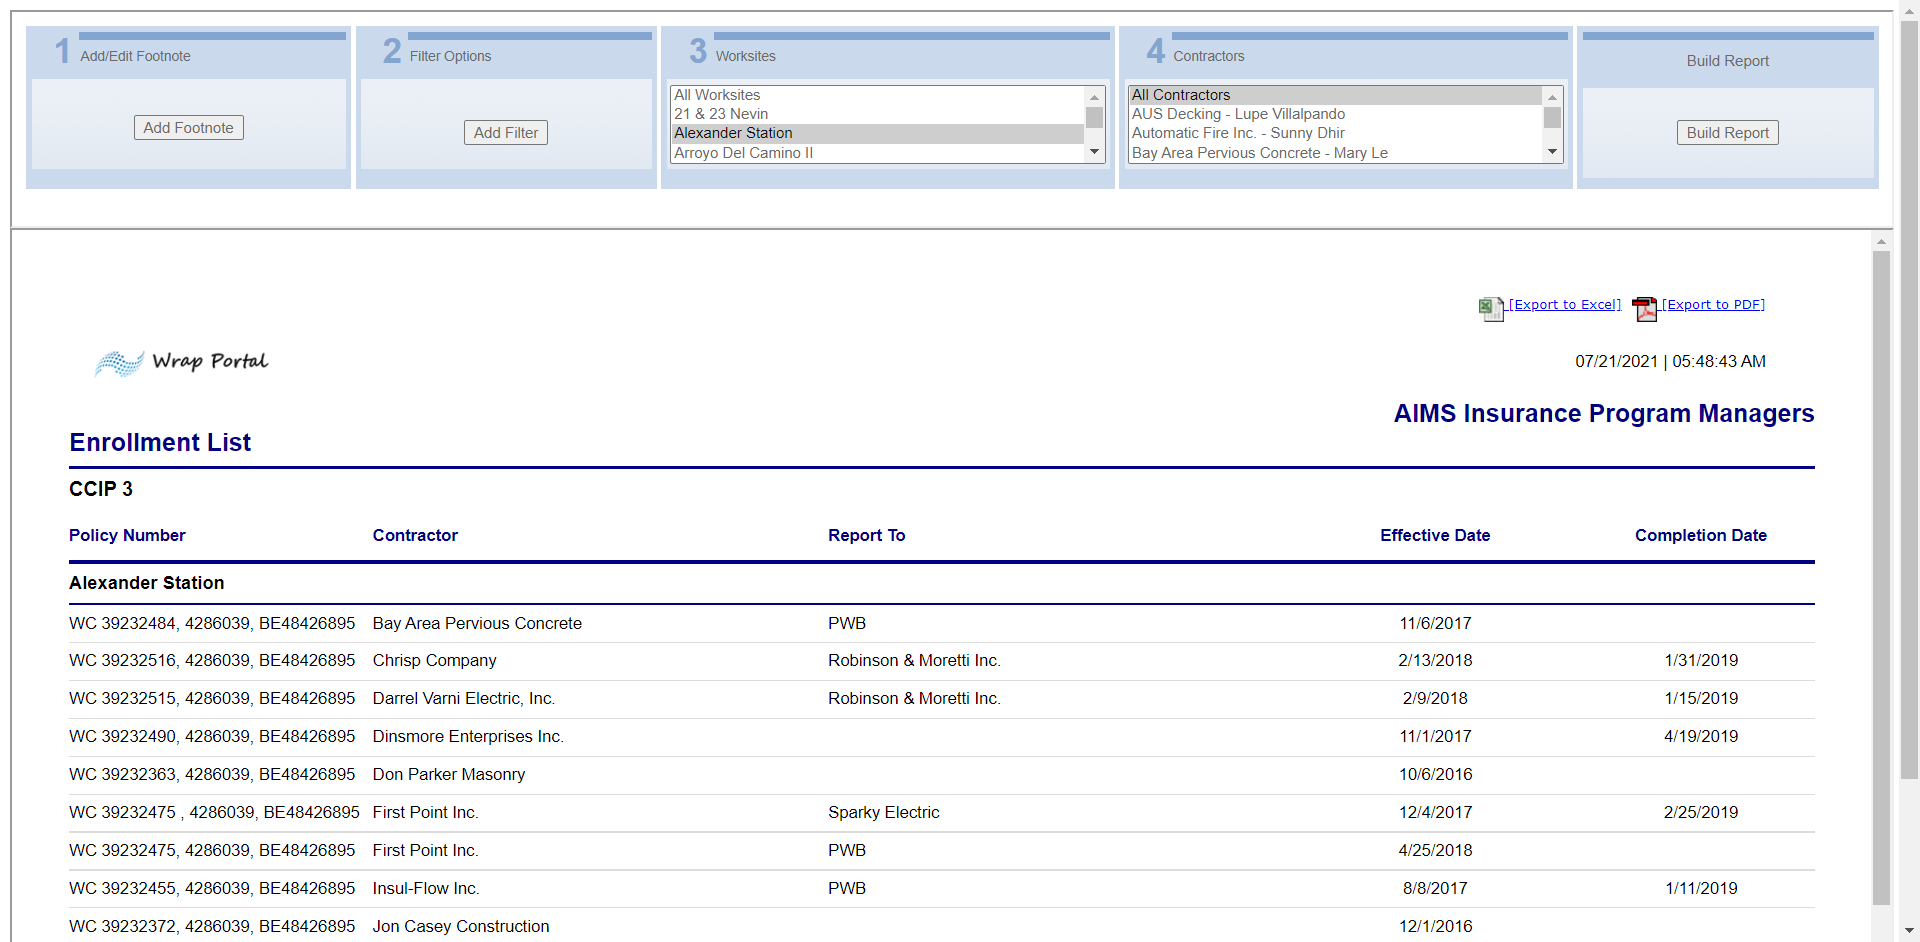 1 Add/Edit Footnote
Add Footnote
2 Filter Options
Add Filter
3 Worksites
All Worksites
21 & 23 Nevin
Alexander Station
Arroyo Del Camino II
4 Contractors
All Contractors
AUS Decking - Lupe Villalpando
Automatic Fire Inc. - Sunny Dhir
Bay Area Pervious Concrete - Mary Le
Build Report
Build Report
[Export to Excel] [Export to PDF]
Wrap Portal
07/21/2021 | 05:48:43 AM
AIMS Insurance Program Managers
Enrollment List
CCIP 3
Policy Number Contractor Report To Effective Date Completion Date
Alexander Station
WC 39232484, 4286039, BE48426895 Bay Area Pervious Concrete PWB 11/6/2017
WC 39232516, 4286039, BE48426895 Chrisp Company Robinson & Moretti Inc. 2/13/2018 1/31/2019
WC 39232515, 4286039, BE48426895 Darrel Varni Electric, Inc. Robinson & Moretti Inc. 2/9/2018 1/15/2019
WC 39232490, 4286039, BE48426895 Dinsmore Enterprises Inc. 11/1/2017 4/19/2019
WC 39232363, 4286039, BE48426895 Don Parker Masonry 10/6/2016
WC 39232475 , 4286039, BE48426895 First Point Inc. Sparky Electric 12/4/2017 2/25/2019
WC 39232475, 4286039, BE48426895 First Point Inc. PWB 4/25/2018
WC 39232455, 4286039, BE48426895 Insul-Flow Inc. PWB 8/8/2017 1/11/2019
WC 39232372, 4286039, BE48426895 Jon Casey Construction 12/1/2016